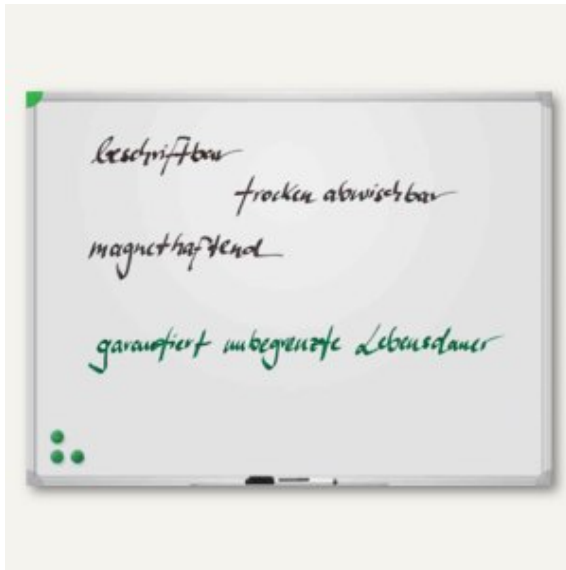 beschriftbar
trocken abwischbar
magnethaftend
garantiert unbegrenzte Lebensdauer